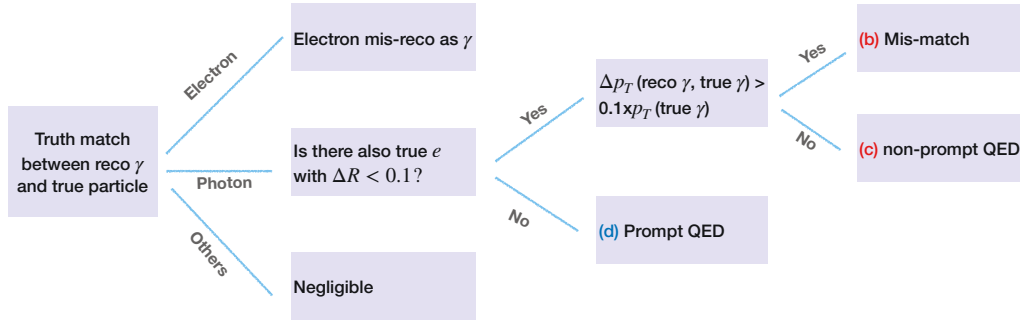 Truth match
between reco γ
and true particle
Electron
Photon
Others
Electron mis-reco as γ
Is there also true e
with ΔR < 0.1?
Negligible
Yes
No
Δp_T (reco γ, true γ) >
0.1xp_T (true γ)
(d) Prompt QED
Yes
No
(b) Mis-match
(c) non-prompt QED